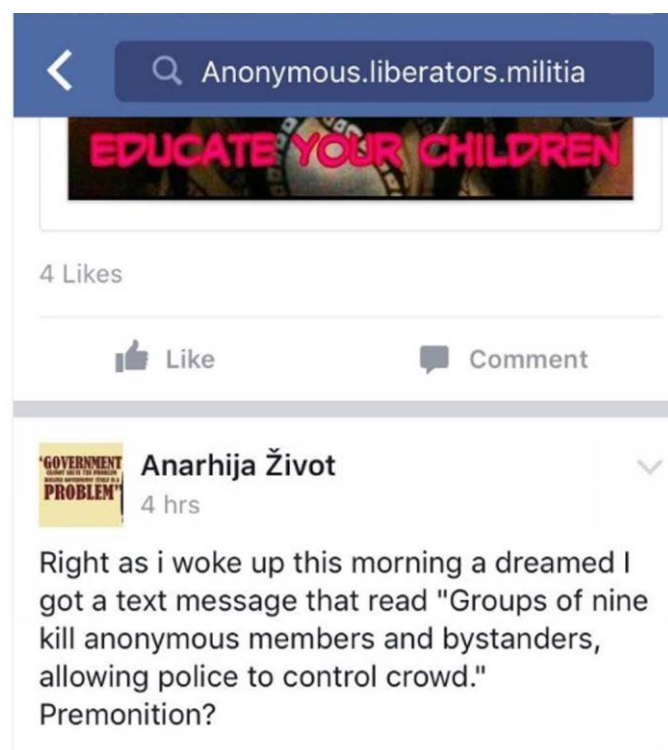 Anonymous.liberators.militia
EDUCATE YOUR CHILDREN
4 Likes
Like Comment
"GOVERNMENT
PROBLEM"
Anarhija Život
4 hrs
Right as i woke up this morning a dreamed I
got a text message that read "Groups of nine
kill anonymous members and bystanders,
allowing police to control crowd."
Premonition?